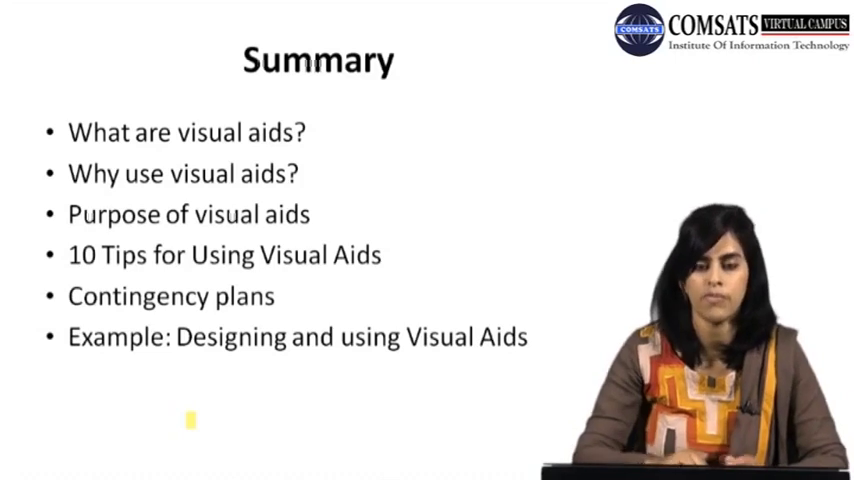 COMSATS VIRTUAL CAMPUS
COMSATS
Institute Of Information Technology
Summary
• What are visual aids?
• Why use visual aids?
• Purpose of visual aids
• 10 Tips for Using Visual Aids
• Contingency plans
• Example: Designing and using Visual Aids